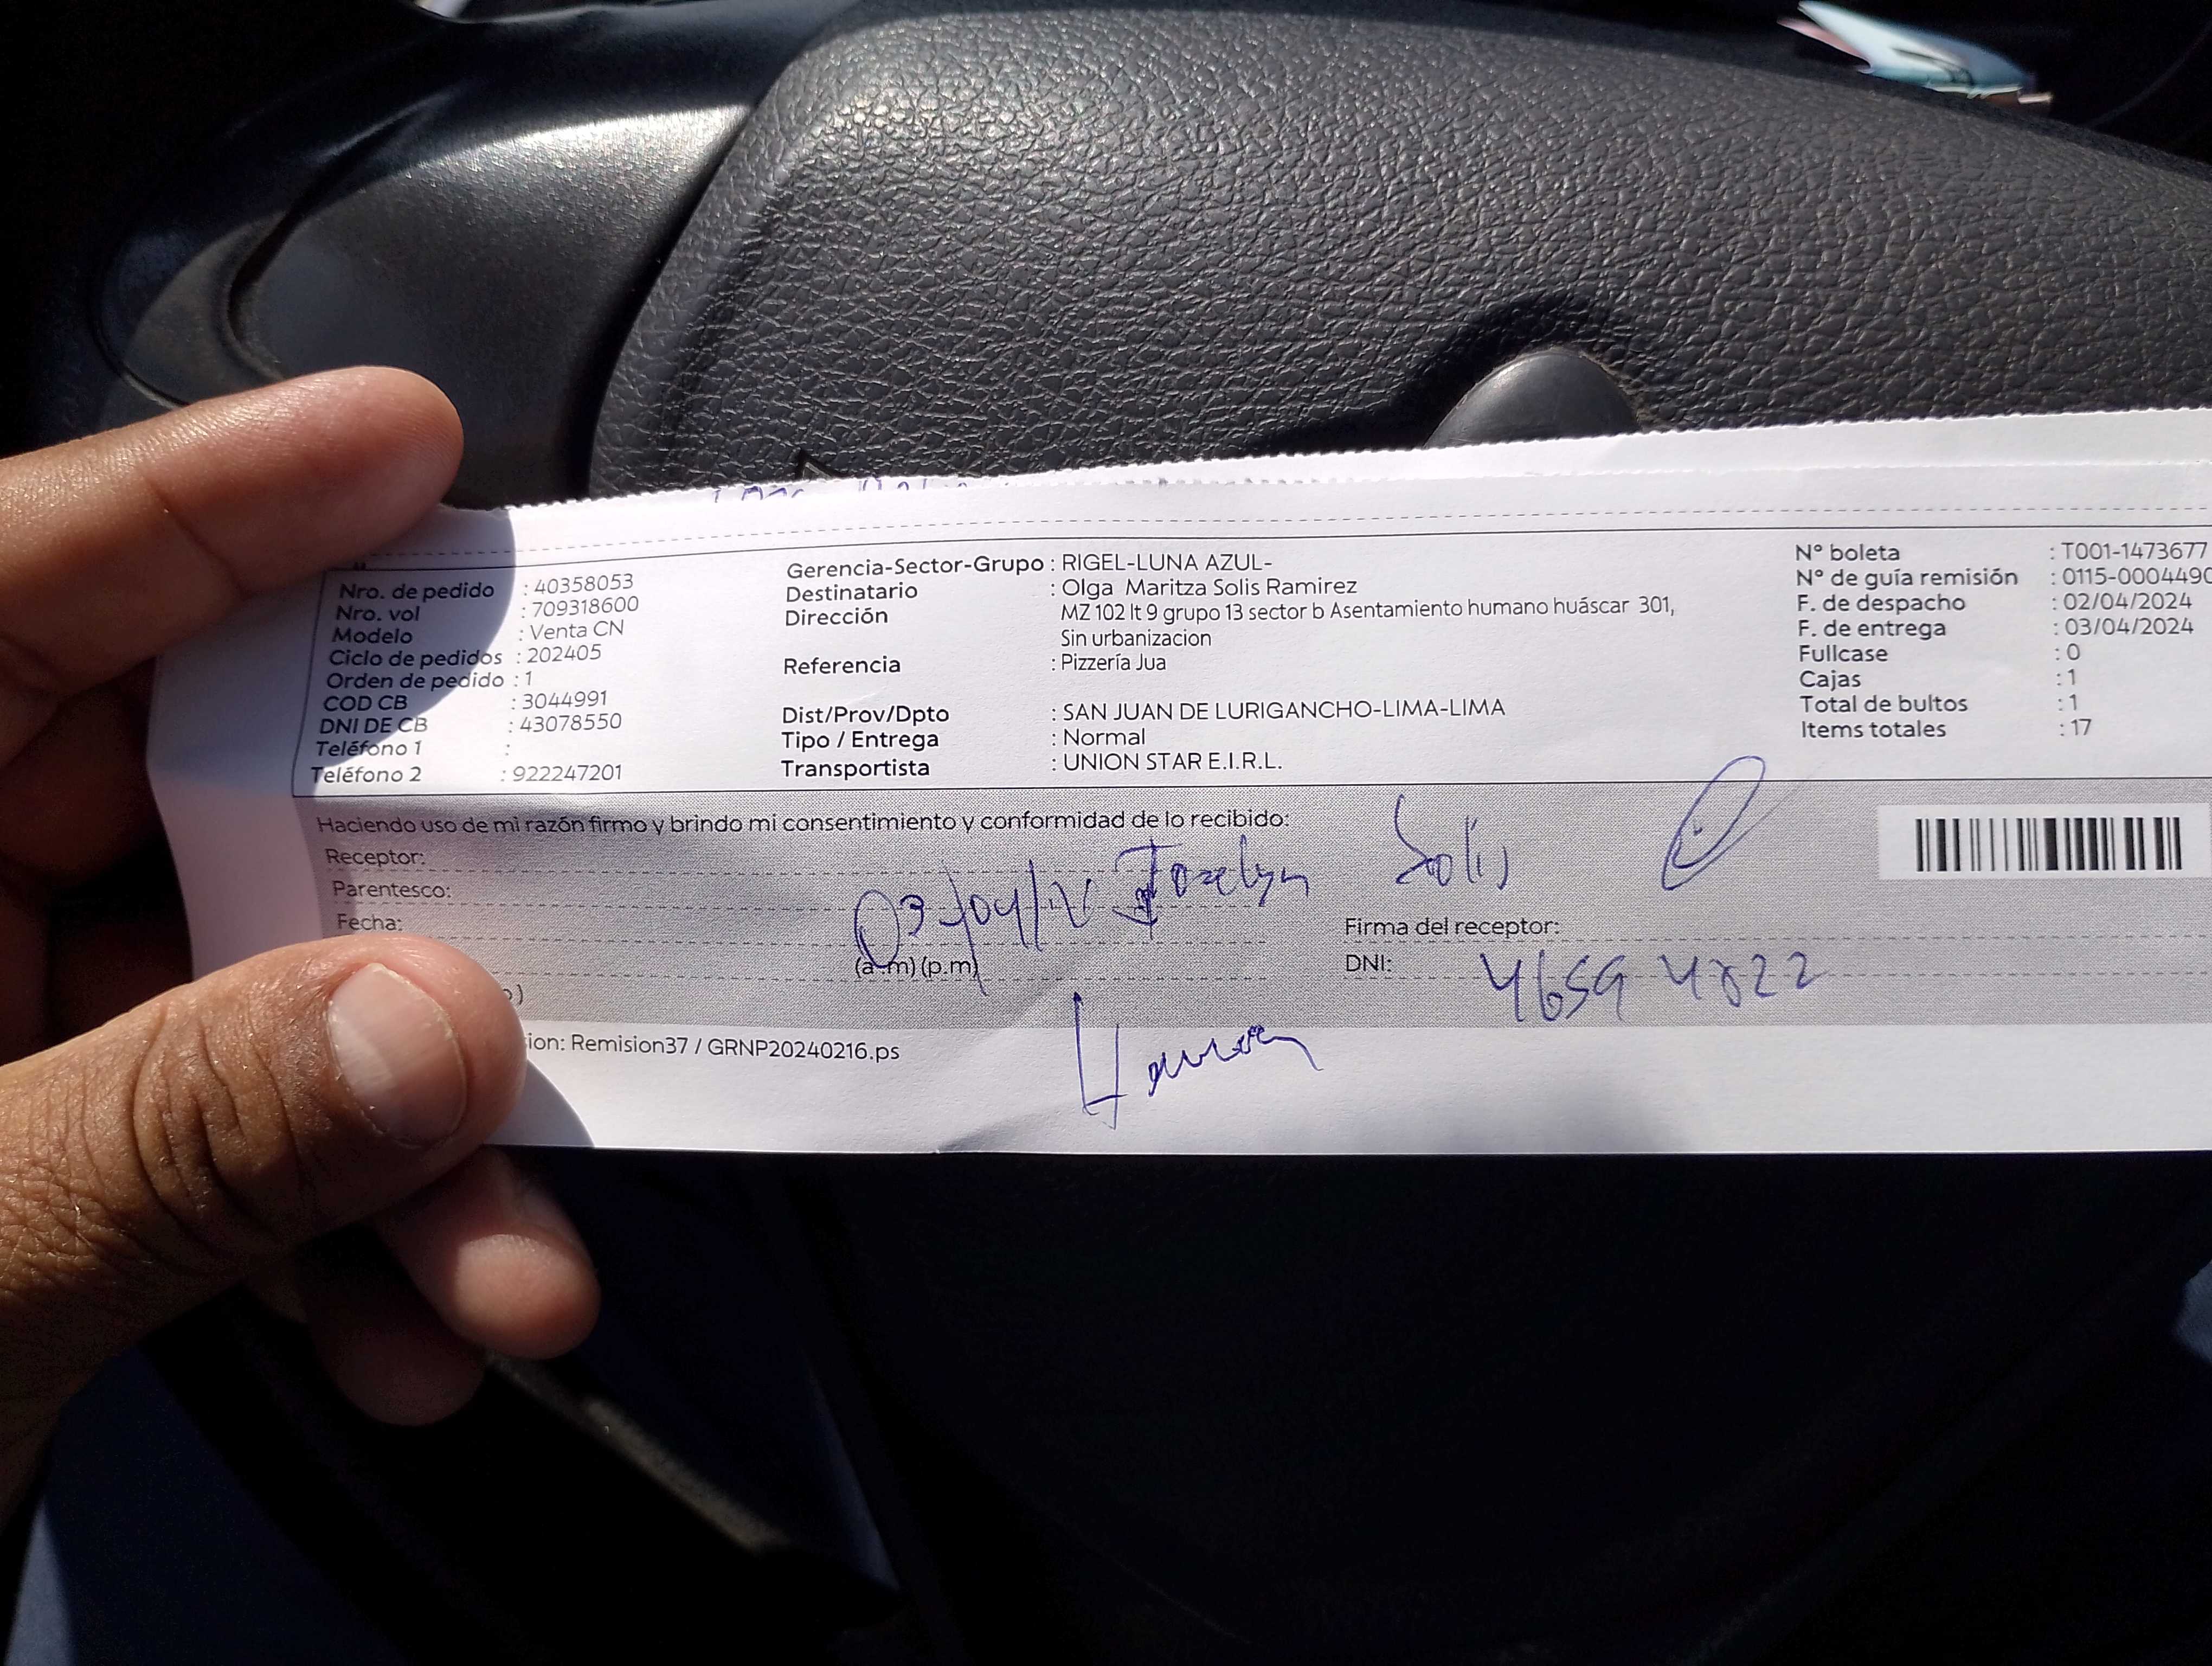 Nro. de pedido : 40358053
Nro. vol : 709318600
Modelo : Venta CN
Ciclo de pedidos : 202405
Orden de pedido : 1
COD CB : 3044991
DNI DE CB : 43078550
Teléfono 1 :
Teléfono 2 : 922247201
Gerencia-Sector-Grupo : RIGEL-LUNA AZUL-
Destinatario : Olga Maritza Solis Ramirez
Dirección MZ 102 lt 9 grupo 13 sector b Asentamiento humano huáscar 301,
Sin urbanizacion
Referencia : Pizzería Jua
Dist/Prov/Dpto : SAN JUAN DE LURIGANCHO-LIMA-LIMA
Tipo / Entrega : Normal
Transportista : UNION STAR E.I.R.L.
N° boleta : T001-1473677
N° de guía remisión : 0115-0004490
F. de despacho : 02/04/2024
F. de entrega : 03/04/2024
Fullcase : 0
Cajas : 1
Total de bultos : 1
Items totales : 17
Haciendo uso de mi razón firmo y brindo mi consentimiento y conformidad de lo recibido:
Receptor: Jozelyn Solis
Parentesco:
Fecha: 03/04/
Firma del receptor:
(a.m) (p.m)
DNI: 4659 4822
ion: Remision37 / GRNP20240216.ps